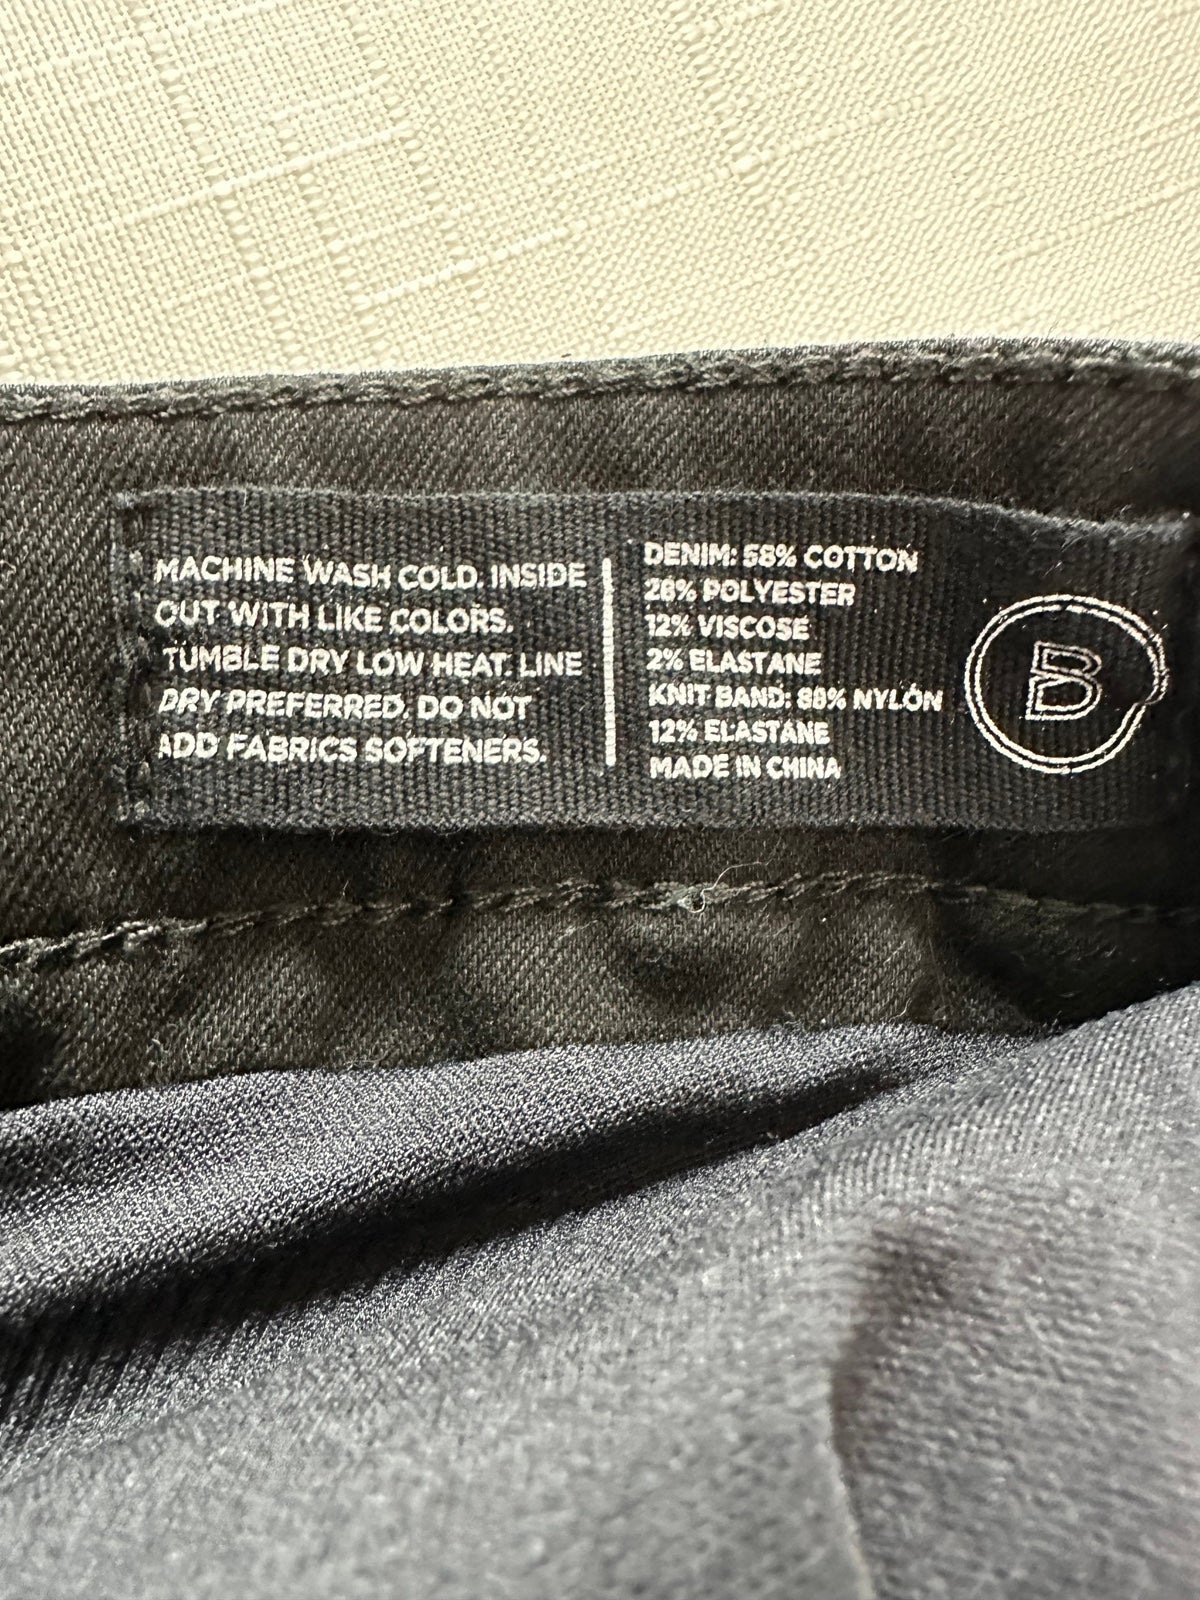 MACHINE WASH COLD. INSIDE
OUT WITH LIKE COLORS.
TUMBLE DRY LOW HEAT. LINE
DRY PREFERRED. DO NOT
ADD FABRICS SOFTENERS.
DENIM: 58% COTTON
28% POLYESTER
12% VISCOSE
2% ELASTANE
KNIT BAND: 88% NYLON
12% ELASTANE
MADE IN CHINA
B